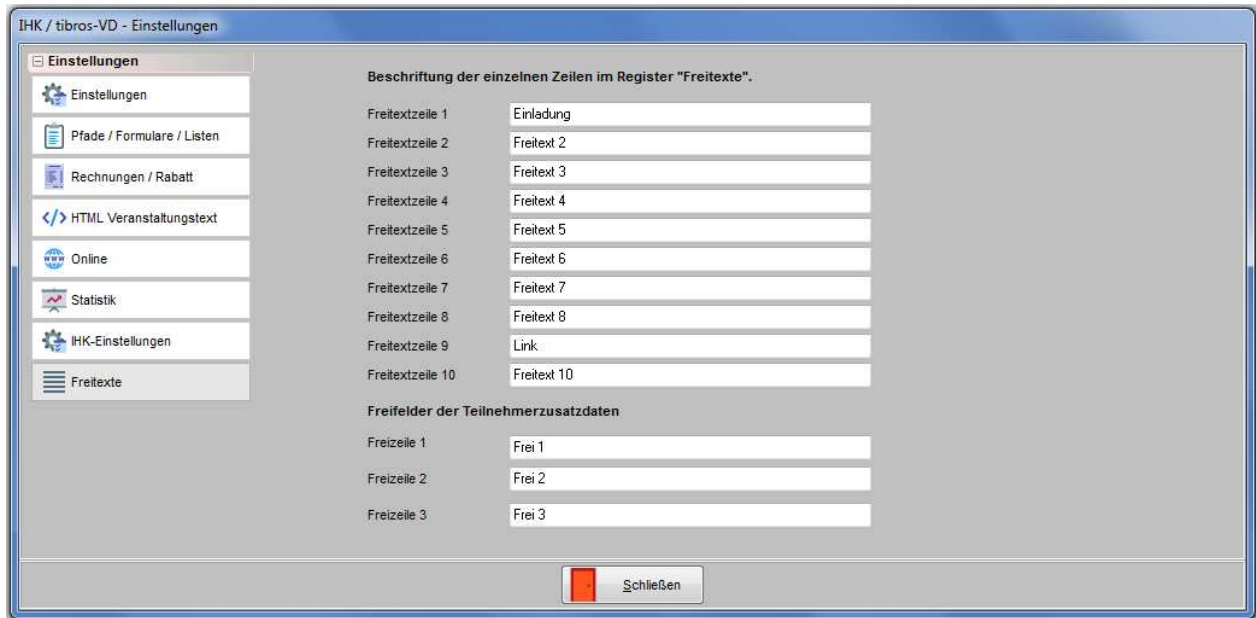 IHK / tibros-VD - Einstellungen
Einstellungen
Einstellungen
Pfade / Formulare / Listen
Rechnungen / Rabatt
HTML Veranstaltungstext
Online
Statistik
IHK-Einstellungen
Freitexte
Beschriftung der einzelnen Zeilen im Register "Freitexte".
Freitextzeile 1 Einladung
Freitextzeile 2 Freitext 2
Freitextzeile 3 Freitext 3
Freitextzeile 4 Freitext 4
Freitextzeile 5 Freitext 5
Freitextzeile 6 Freitext 6
Freitextzeile 7 Freitext 7
Freitextzeile 8 Freitext 8
Freitextzeile 9 Link
Freitextzeile 10 Freitext 10
Freifelder der Teilnehmerzusatzdaten
Freizeile 1 Frei 1
Freizeile 2 Frei 2
Freizeile 3 Frei 3
Schließen